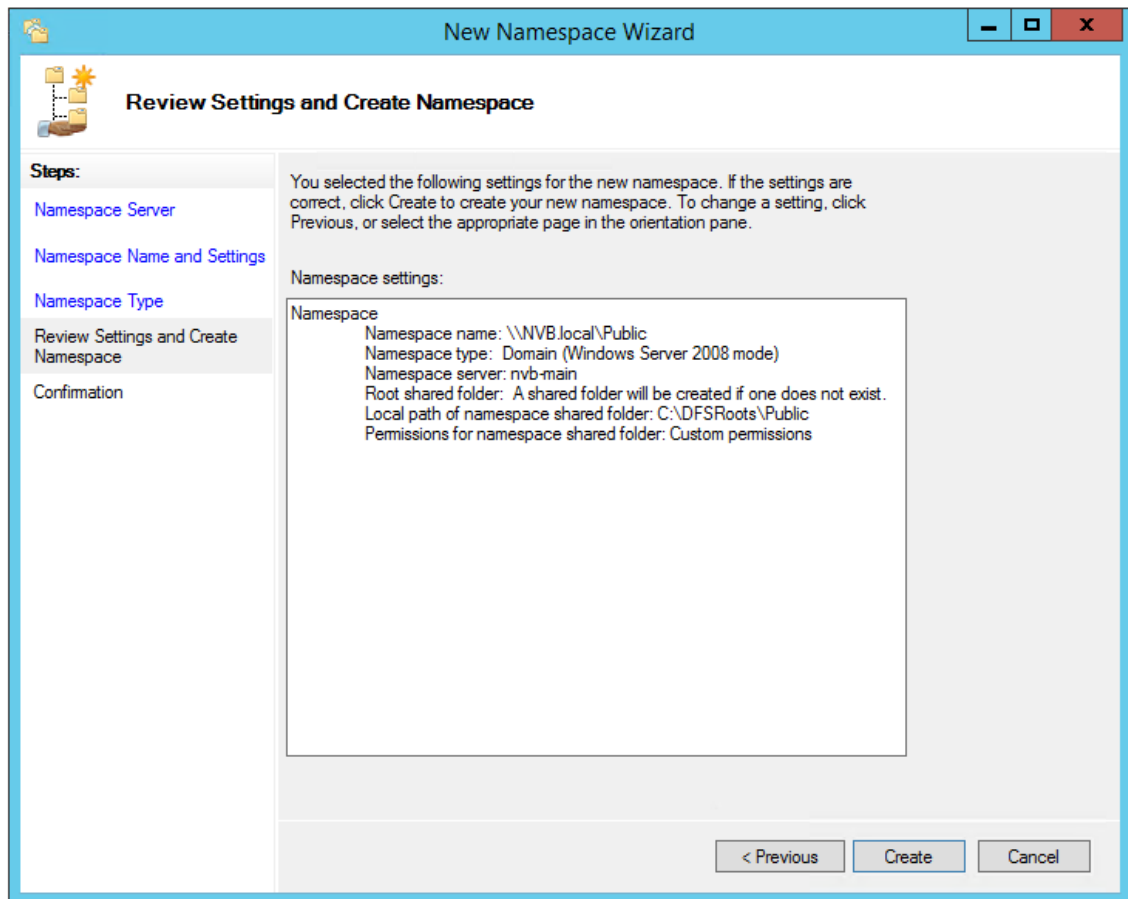 New Namespace Wizard
Review Settings and Create Namespace
Steps:
Namespace Server
Namespace Name and Settings
Namespace Type
Review Settings and Create
Namespace
Confirmation
You selected the following settings for the new namespace. If the settings are
correct, click Create to create your new namespace. To change a setting, click
Previous, or select the appropriate page in the orientation pane.
Namespace settings:
Namespace
Namespace name: \\NVB.local\Public
Namespace type:  Domain (Windows Server 2008 mode)
Namespace server: nvb-main
Root shared folder:  A shared folder will be created if one does not exist.
Local path of namespace shared folder: C:\DFSRoots\Public
Permissions for namespace shared folder: Custom permissions
< Previous
Create
Cancel